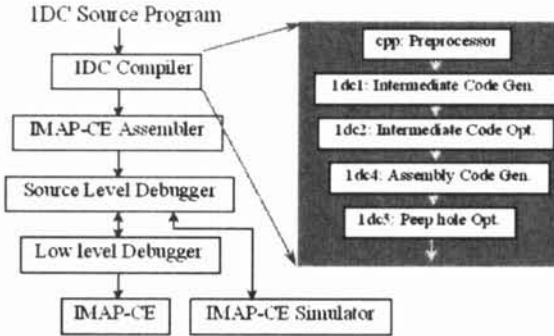 1DC Source Program
1DC Compiler
IMAP-CE Assembler
Source Level Debugger
Low level Debugger
IMAP-CE
IMAP-CE Simulator
cpp: Preprocessor
1dc1: Intermediate Code Gen.
1dc2: Intermediate Code Opt.
1dc4: Assembly Code Gen.
1dc5: Peep hole Opt.